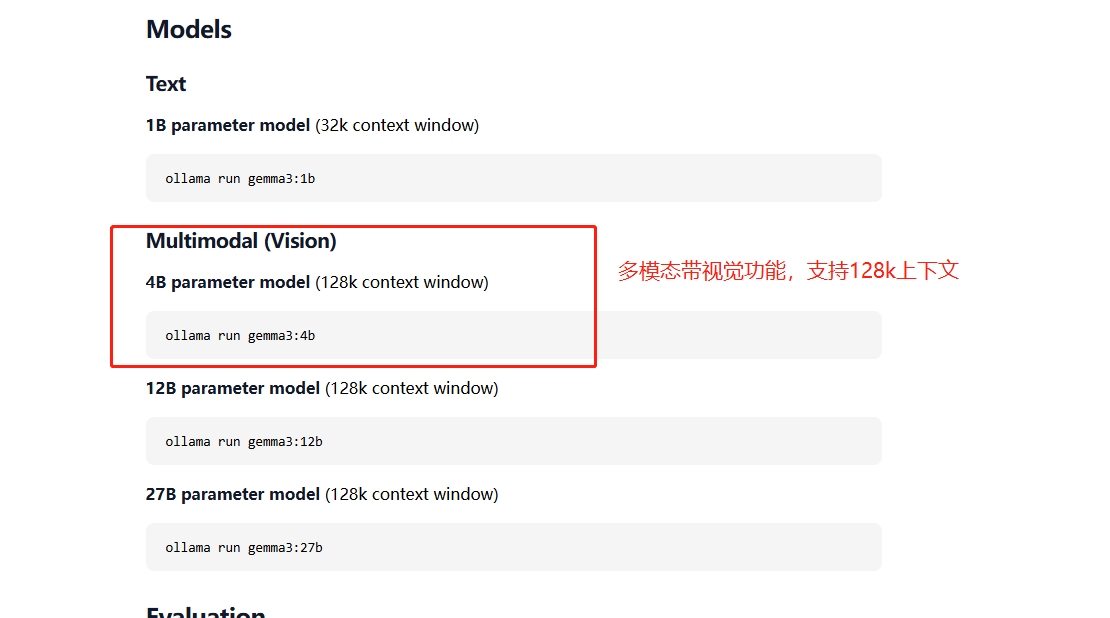 Models
Text
1B parameter model (32k context window)
ollama run gemma3:1b
Multimodal (Vision)
4B parameter model (128k context window)
多模态带视觉功能，支持128k上下文
ollama run gemma3:4b
12B parameter model (128k context window)
ollama run gemma3:12b
27B parameter model (128k context window)
ollama run gemma3:27b
Evaluation